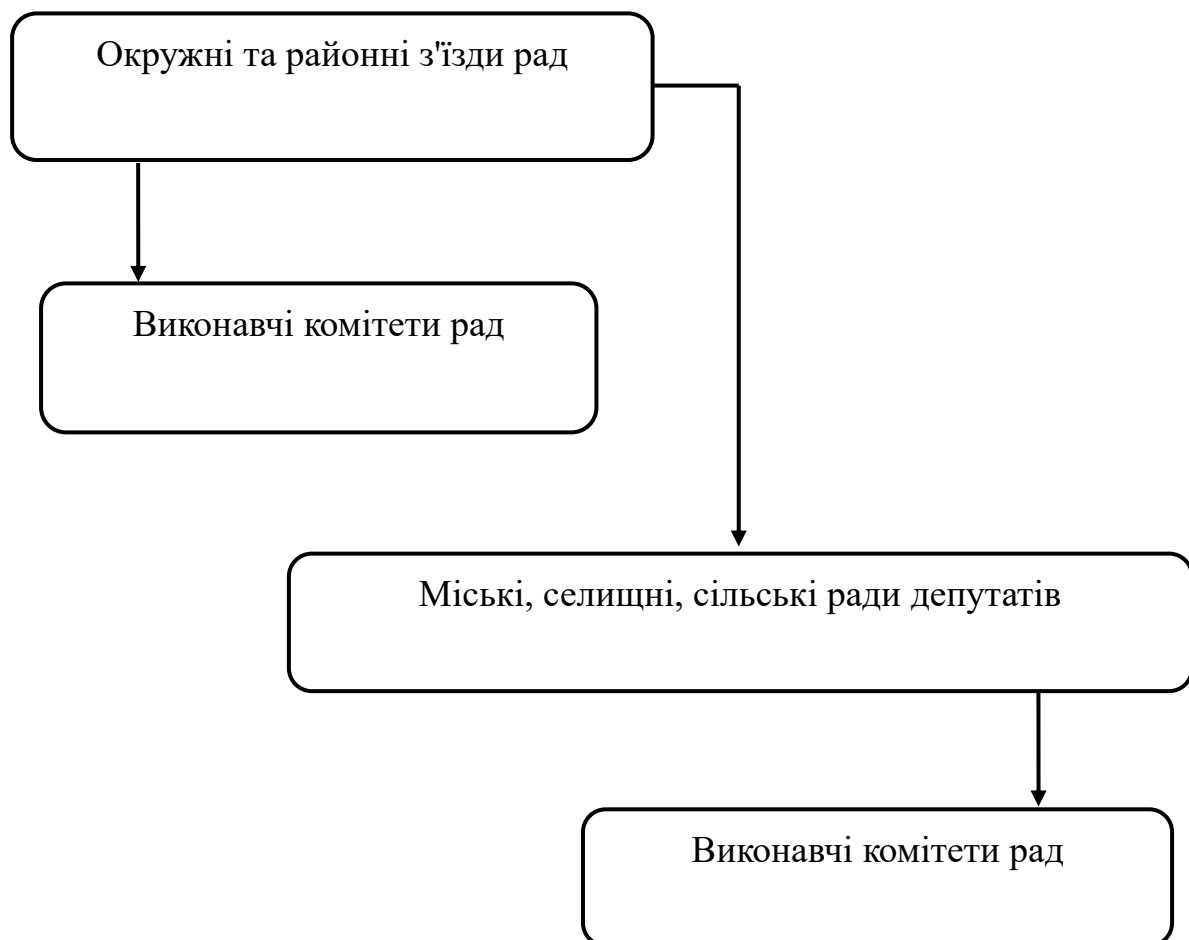 Окружні та районні з'їзди рад
Виконавчі комітети рад
Міські, селищні, сільські ради депутатів
Виконавчі комітети рад